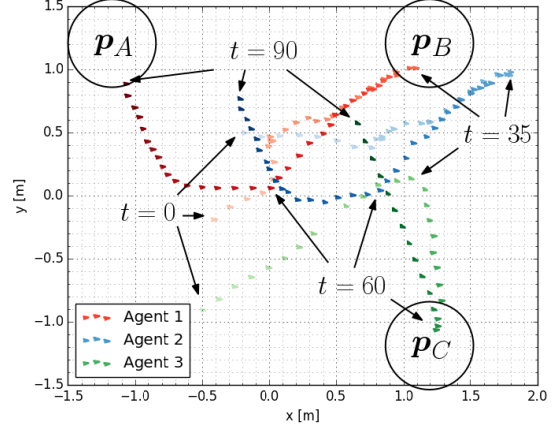 p_A
p_B
t = 90
t = 35
t = 0
t = 60
p_C
1.5
1.0
0.5
0.0
−0.5
−1.0
−1.5
y [m]
Agent 1
Agent 2
Agent 3
−1.5 −1.0 −0.5 0.0 0.5 1.0 1.5 2.0
x [m]